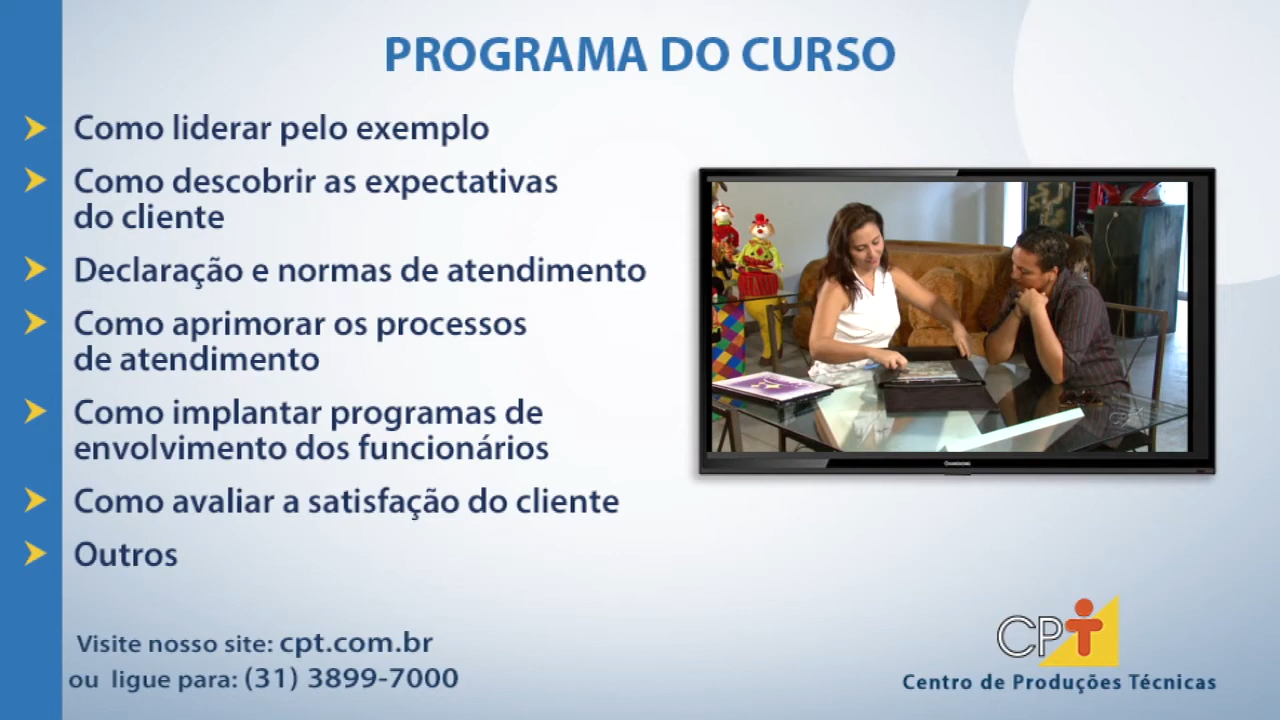 PROGRAMA DO CURSO
Como liderar pelo exemplo
Como descobrir as expectativas
do cliente
Declaração e normas de atendimento
Como aprimorar os processos
de atendimento
Como implantar programas de
envolvimento dos funcionários
Como avaliar a satisfação do cliente
Outros
Visite nosso site: cpt.com.br
ou ligue para: (31) 3899-7000
CPT
Centro de Produções Técnicas